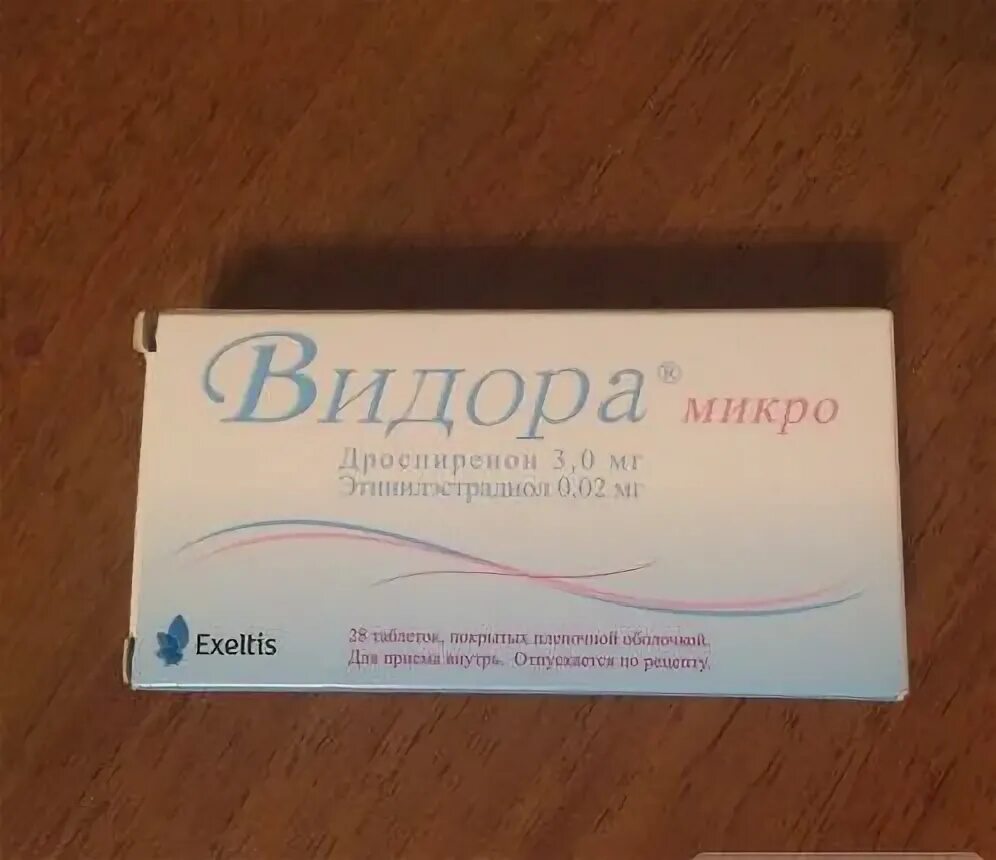 Видора® микро
Дроспиренон 3,0 мг
Этинилэстрадиол 0,02 мг
Exeltis
28 таблеток, покрытых пленочной оболочкой.
Для приема внутрь. Отпускается по рецепту.